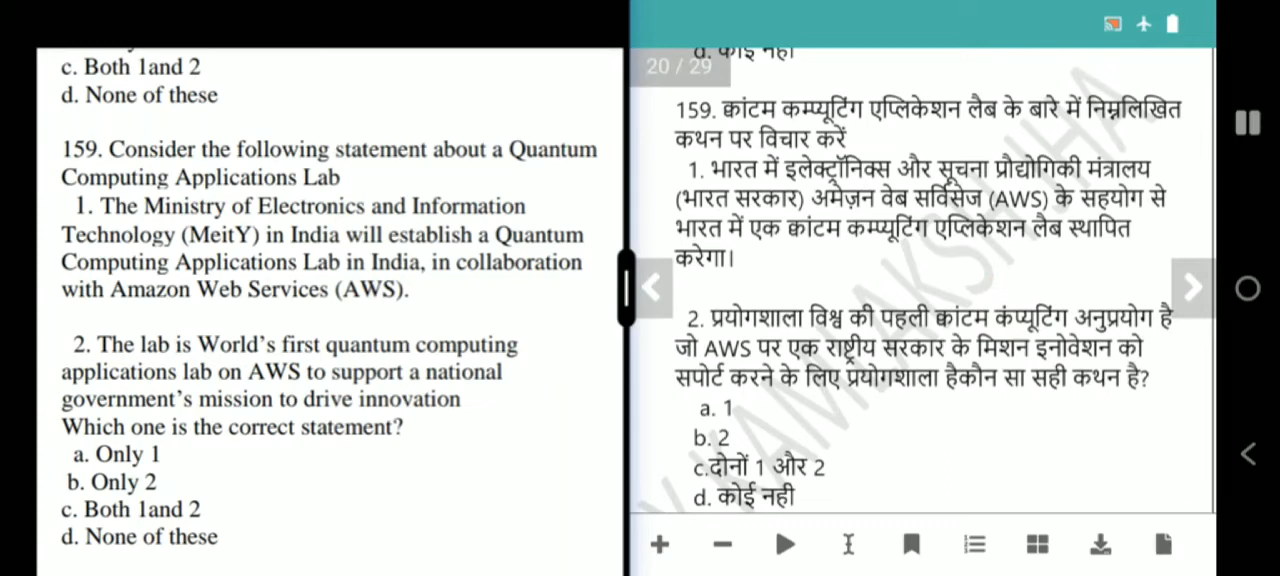 c. Both 1and 2
d. None of these
159. Consider the following statement about a Quantum
Computing Applications Lab
1. The Ministry of Electronics and Information
Technology (MeitY) in India will establish a Quantum
Computing Applications Lab in India, in collaboration
with Amazon Web Services (AWS).
2. The lab is World's first quantum computing
applications lab on AWS to support a national
government's mission to drive innovation
Which one is the correct statement?
a. Only 1
b. Only 2
c. Both 1and 2
d. None of these
d. कोई नही
20 / 29
159. क्वांटम कम्प्यूटिंग एप्लिकेशन लैब के बारे में निम्नलिखित
कथन पर विचार करें
1. भारत में इलेक्ट्रॉनिक्स और सूचना प्रौद्योगिकी मंत्रालय
(भारत सरकार) अमेज़न वेब सर्विसेज (AWS) के सहयोग से
भारत में एक क्वांटम कम्प्यूटिंग एप्लिकेशन लैब स्थापित
करेगा।
2. प्रयोगशाला विश्व की पहली क्वांटम कंप्यूटिंग अनुप्रयोग है
जो AWS पर एक राष्ट्रीय सरकार के मिशन इनोवेशन को
सपोर्ट करने के लिए प्रयोगशाला हैकौन सा सही कथन है?
a. 1
b. 2
c.दोनों 1 और 2
d. कोई नही
KAMLAKSH JHA